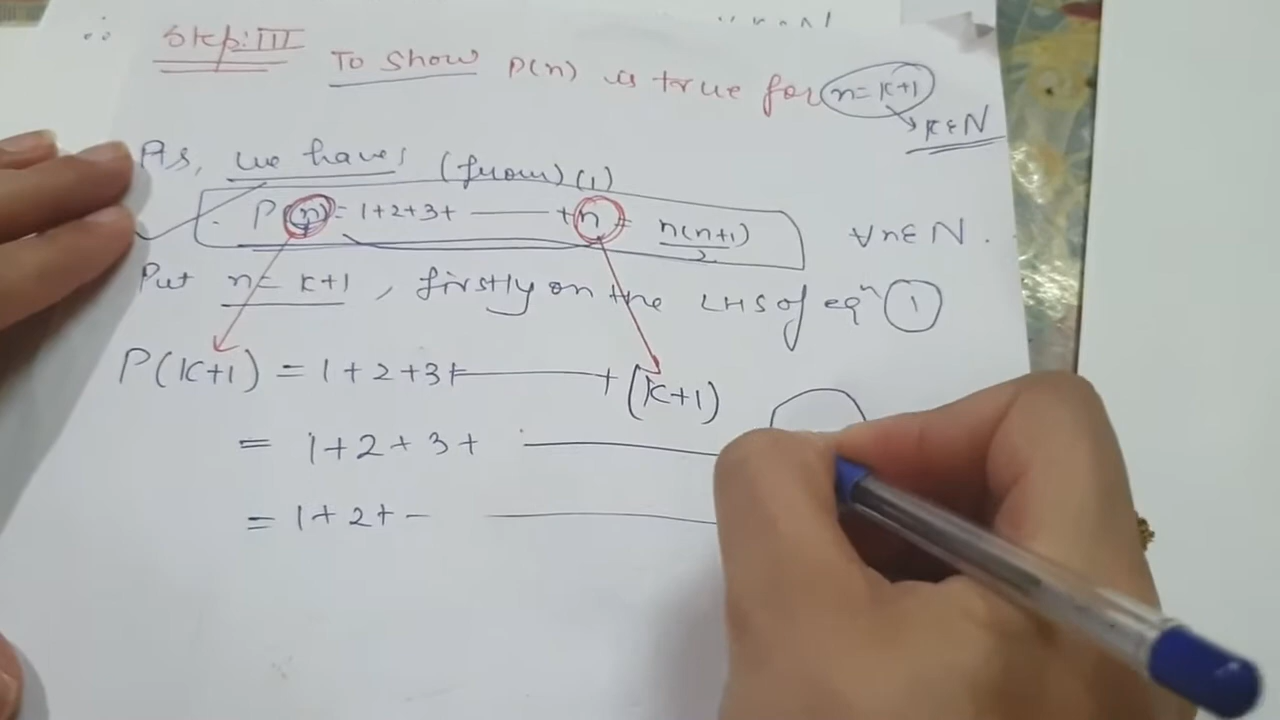 Step: III To show P(n) is true for n=k+1
k∈N
As, we have (from) (1)
P(n) = 1+2+3+ —— +n = n(n+1)/2 ∀n∈N.
Put n= k+1, firstly on the LHS of eqⁿ (1)
P(k+1) = 1+2+3+ —— +(k+1)
= 1+2+3+ ——
= 1+2+- ——